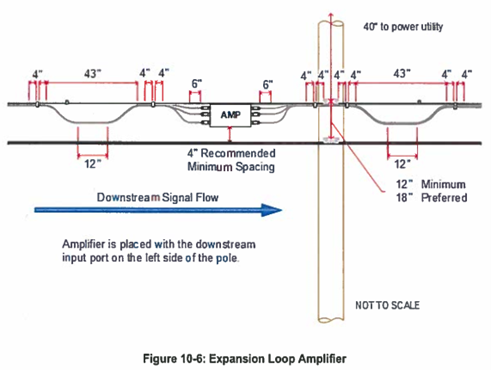 40" to power utility
4" 43" 4" 4" 6" 6" 4" 4" 4" 4" 43" 4" 4"
AMP
12"
4" Recommended
Minimum Spacing
12"
12" Minimum
18" Preferred
Downstream Signal Flow
Amplifier is placed with the downstream
input port on the left side of the pole.
NOT TO SCALE
Figure 10-6: Expansion Loop Amplifier